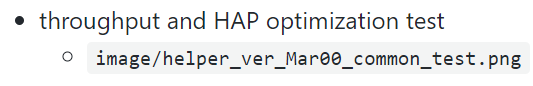 throughput and HAP optimization test
image/helper_ver_Mar00_common_test.png